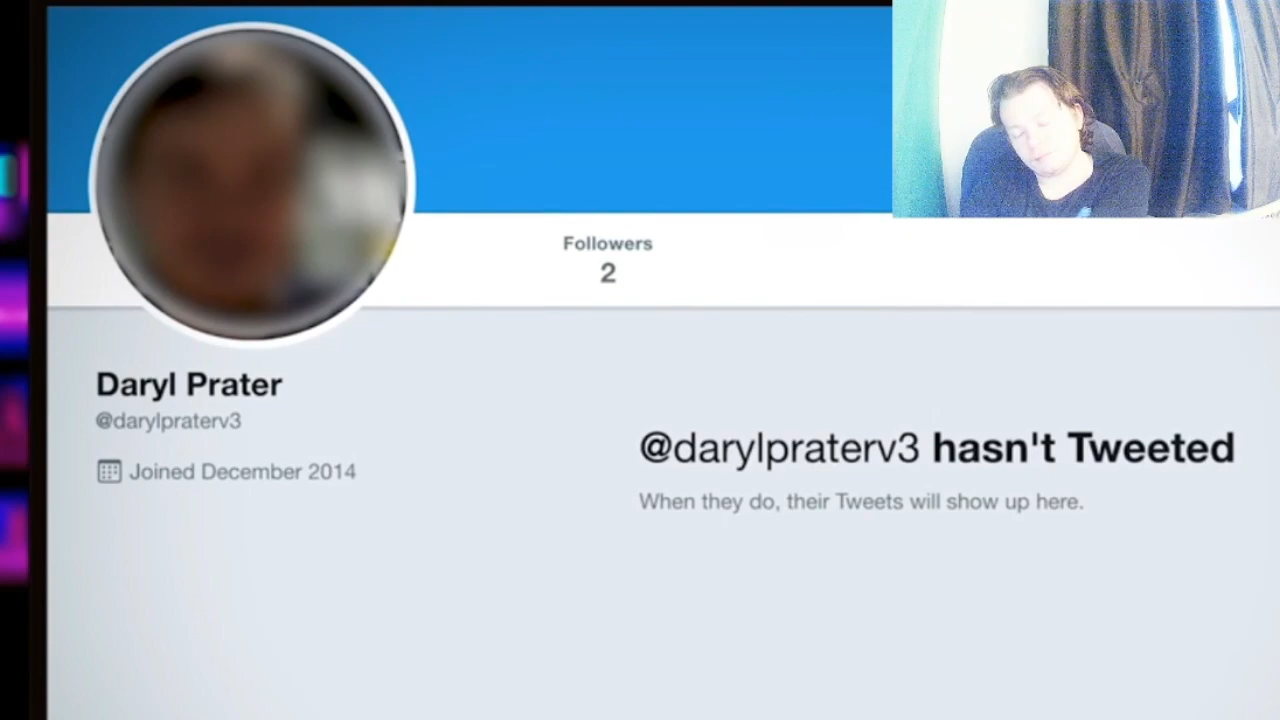 Followers
2
Daryl Prater
@darylpraterv3
Joined December 2014
@darylpraterv3 hasn't Tweeted
When they do, their Tweets will show up here.